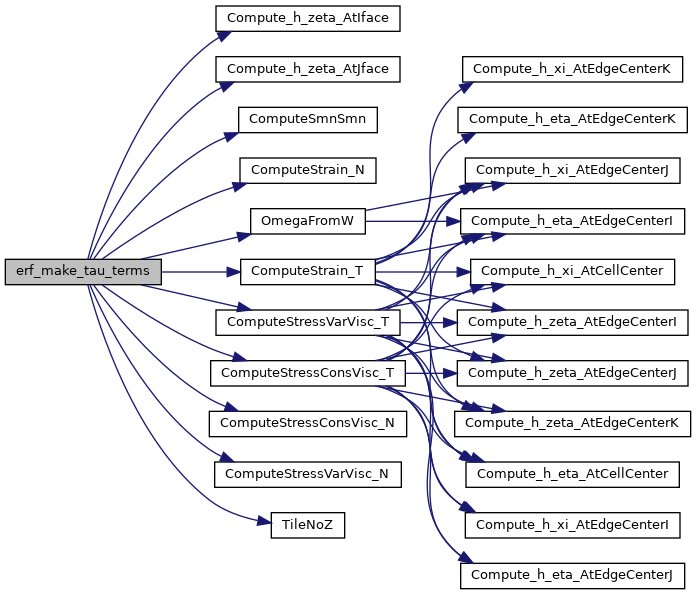 erf_make_tau_terms
Compute_h_zeta_AtIface
Compute_h_zeta_AtJface
ComputeSmnSmn
ComputeStrain_N
OmegaFromW
ComputeStrain_T
ComputeStressVarVisc_T
ComputeStressConsVisc_T
ComputeStressConsVisc_N
ComputeStressVarVisc_N
TileNoZ
Compute_h_xi_AtEdgeCenterK
Compute_h_eta_AtEdgeCenterK
Compute_h_xi_AtEdgeCenterJ
Compute_h_eta_AtEdgeCenterI
Compute_h_xi_AtCellCenter
Compute_h_zeta_AtEdgeCenterI
Compute_h_zeta_AtEdgeCenterJ
Compute_h_zeta_AtEdgeCenterK
Compute_h_eta_AtCellCenter
Compute_h_xi_AtEdgeCenterI
Compute_h_eta_AtEdgeCenterJ